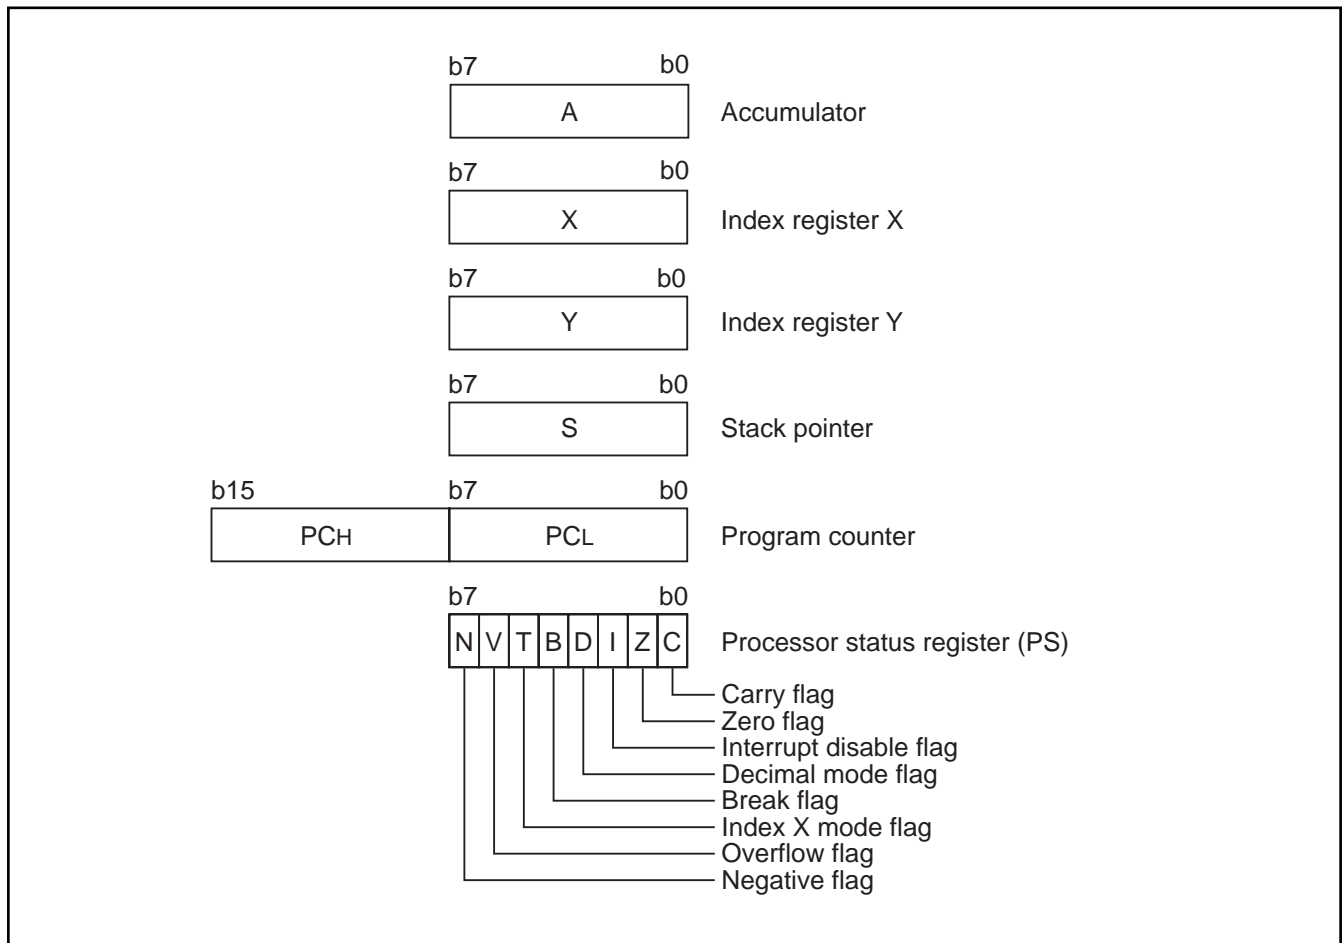 b7 b0
A Accumulator
b7 b0
X Index register X
b7 b0
Y Index register Y
b7 b0
S Stack pointer
b15 b7 b0
PCH PCL Program counter
b7 b0
N V T B D I Z C Processor status register (PS)
Carry flag
Zero flag
Interrupt disable flag
Decimal mode flag
Break flag
Index X mode flag
Overflow flag
Negative flag